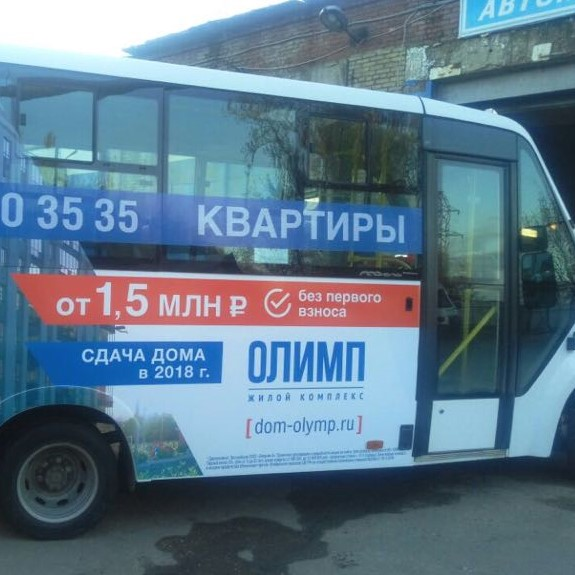 АВТО
0 35 35 КВАРТИРЫ
от 1,5 МЛН ₽
без первого
взноса
СДАЧА ДОМА
в 2018 г.
ОЛИМП
ЖИЛОЙ КОМПЛЕКС
[dom-olymp.ru]